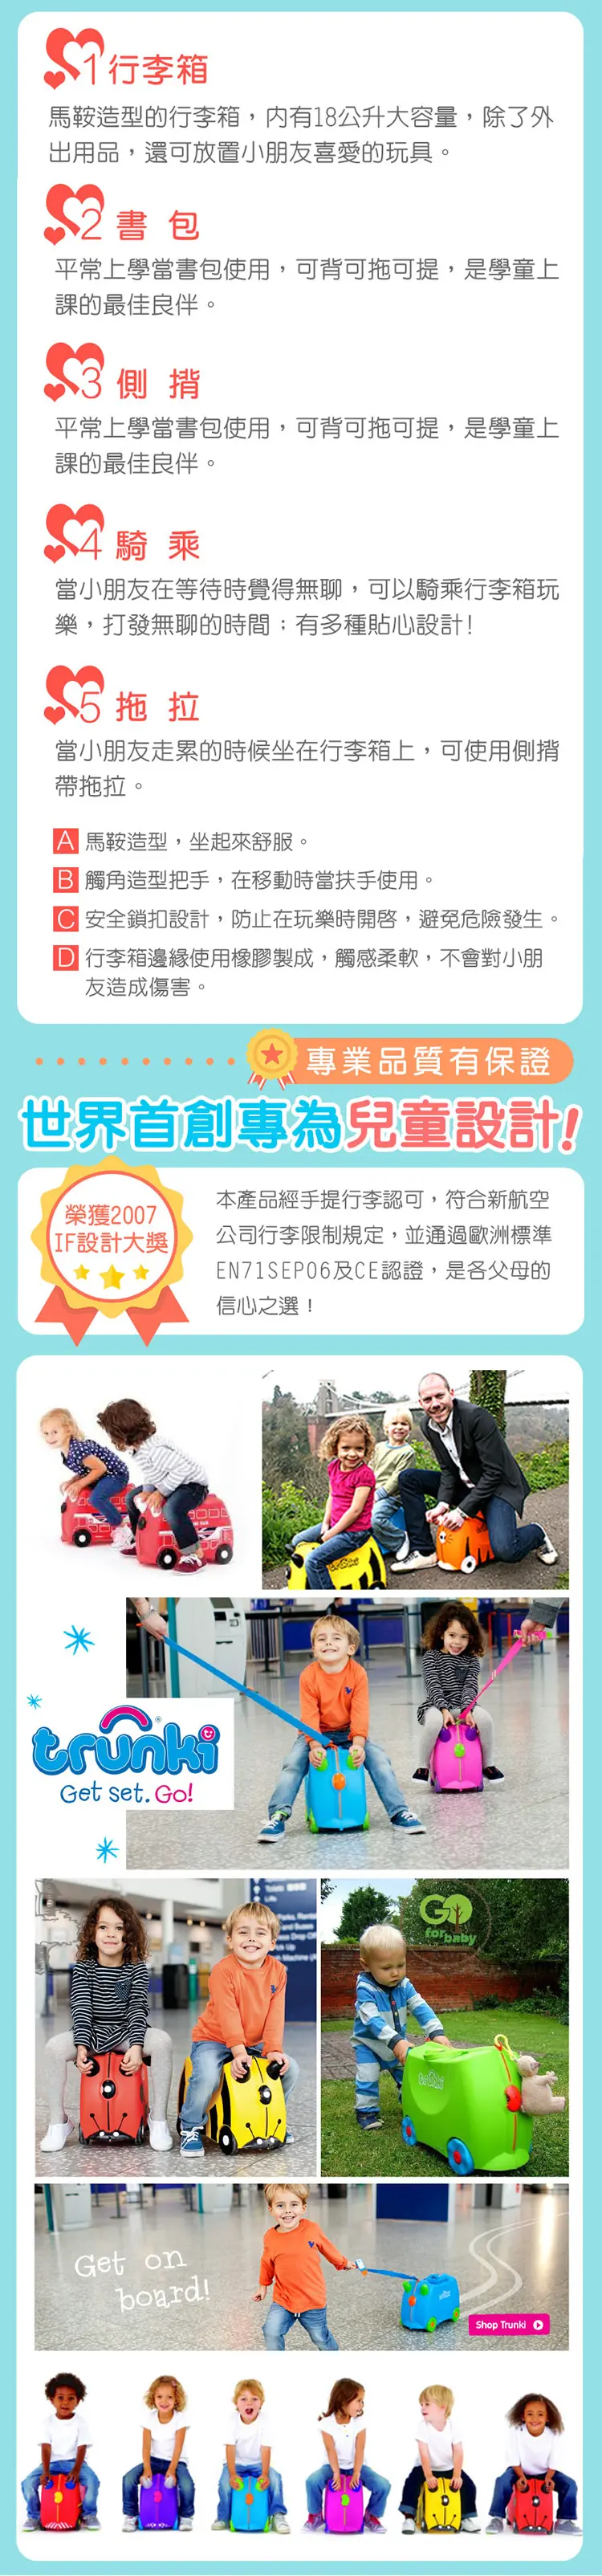 1 行李箱
馬鞍造型的行李箱，內有18公升大容量，除了外
出用品，還可放置小朋友喜愛的玩具。
2 書 包
平常上學當書包使用，可背可拖可提，是學童上
課的最佳良伴。
3 側 揹
平常上學當書包使用，可背可拖可提，是學童上
課的最佳良伴。
4 騎 乘
當小朋友在等待時覺得無聊，可以騎乘行李箱玩
樂，打發無聊的時間：有多種貼心設計!
5 拖 拉
當小朋友走累的時候坐在行李箱上，可使用側揹
帶拖拉。
A 馬鞍造型，坐起來舒服。
B 觸角造型把手，在移動時當扶手使用。
C 安全鎖扣設計，防止在玩樂時開啓，避免危險發生。
D 行李箱邊緣使用橡膠製成，觸感柔軟，不會對小朋
友造成傷害。
專業品質有保證
世界首創專為兒童設計!
榮獲2007
IF設計大獎
本產品經手提行李認可，符合新航空
公司行李限制規定，並通過歐洲標準
EN71SEP06及CE認證，是各父母的
信心之選！
trunki
Get set. Go!
GO
for baby
trunki
Get on
board!
Shop Trunki